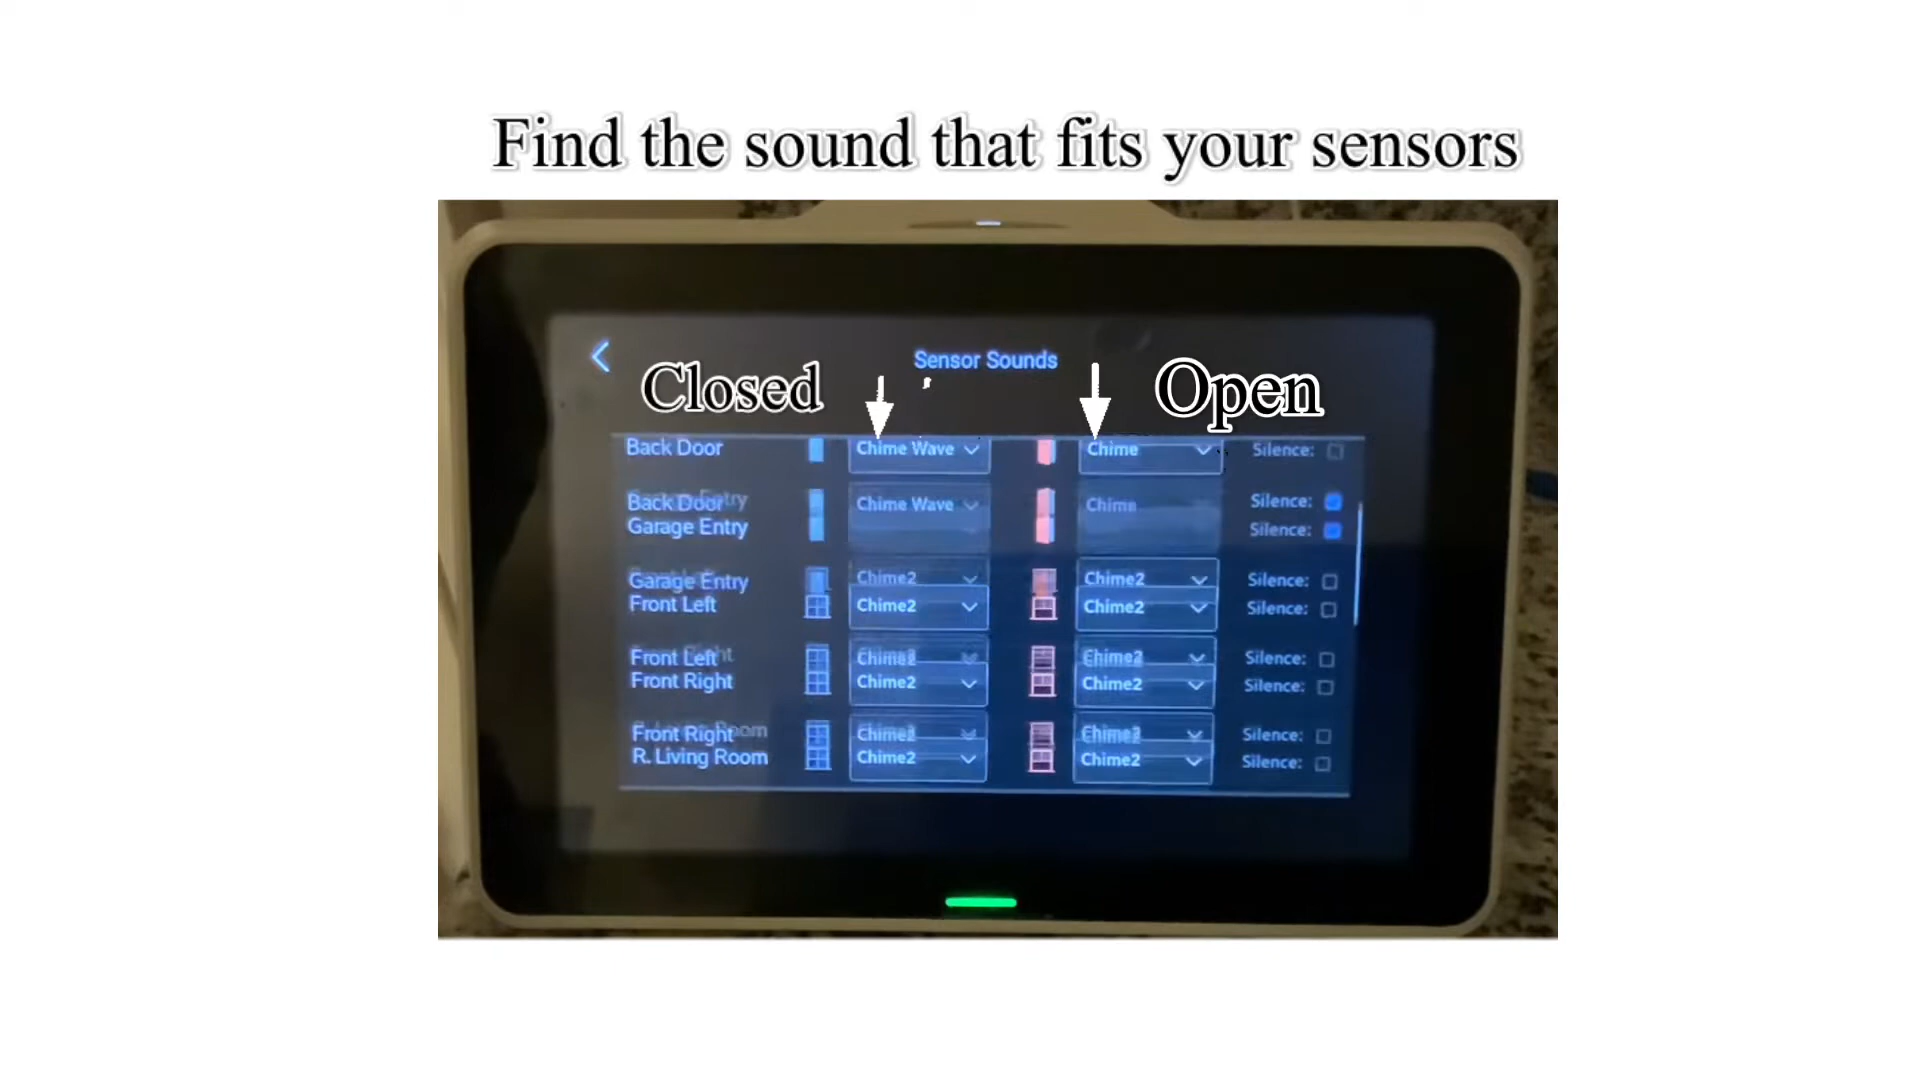 Find the sound that fits your sensors
Sensor Sounds
Closed
Open
Back Door Chime Wave Chime Silence:
Back Door Chime Wave Chime Silence:
Garage Entry Silence:
Garage Entry Chime2 Chime2 Silence:
Front Left Chime2 Chime2 Silence:
Front Left Chime2 Chime2 Silence:
Front Right Chime2 Chime2 Silence:
Front Right Chime2 Chime2 Silence:
R. Living Room Chime2 Chime2 Silence: